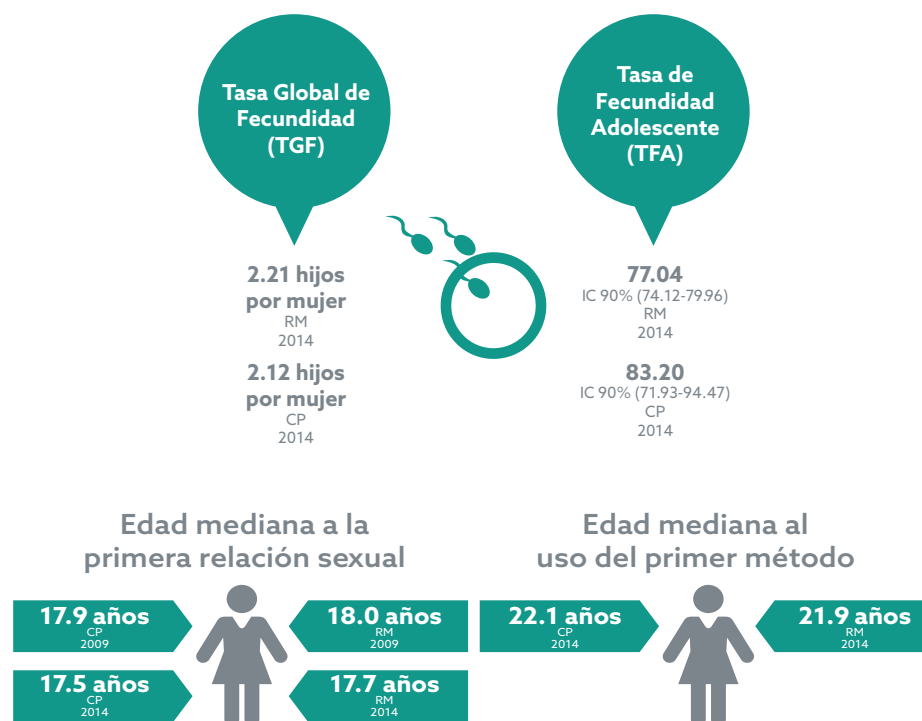 Tasa Global de
Fecundidad
(TGF)
Tasa de
Fecundidad
Adolescente
(TFA)
2.21 hijos
por mujer
RM
2014
2.12 hijos
por mujer
CP
2014
77.04
IC 90% (74.12-79.96)
RM
2014
83.20
IC 90% (71.93-94.47)
CP
2014
Edad mediana a la
primera relación sexual
17.9 años
CP
2009
18.0 años
RM
2009
17.5 años
CP
2014
17.7 años
RM
2014
Edad mediana al
uso del primer método
22.1 años
CP
2014
21.9 años
RM
2014